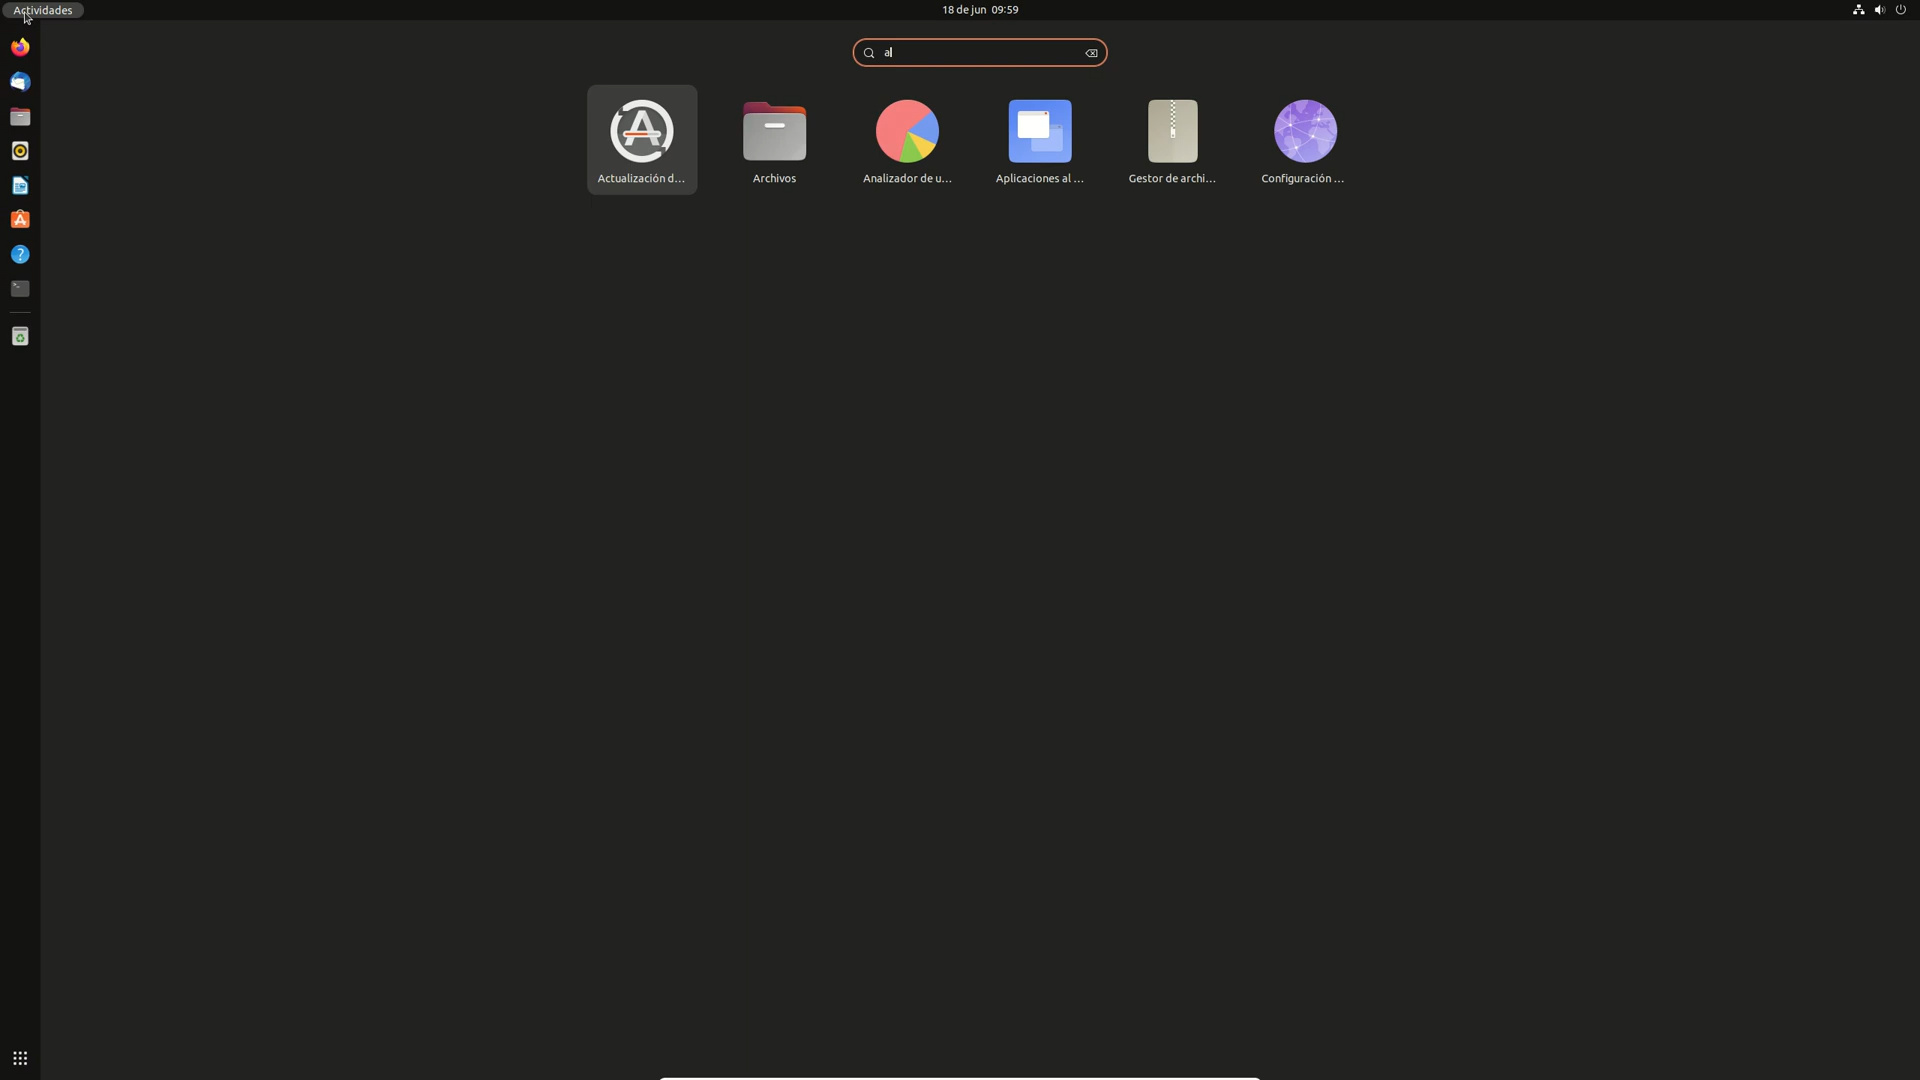 Actividades
18 de jun 09:59
al
Actualización d...
Archivos
Analizador de u...
Aplicaciones al ...
Gestor de archi...
Configuración ...